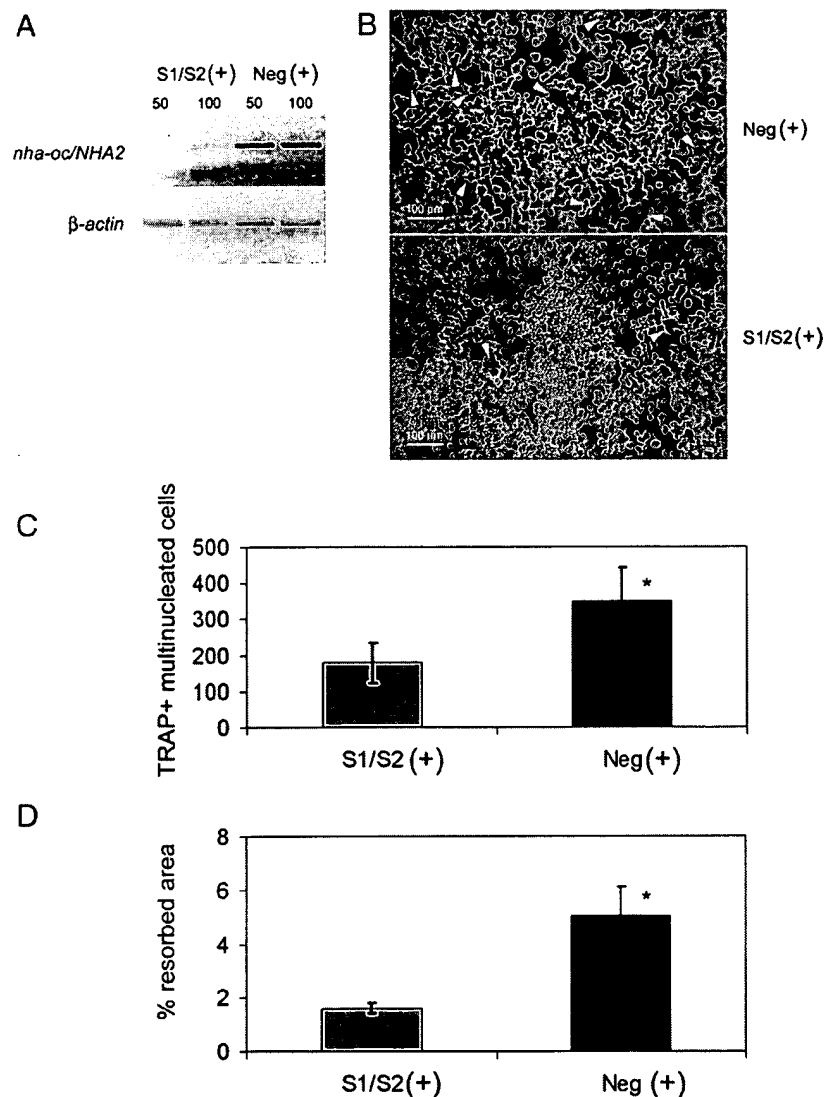 A
S1/S2(+) Neg(+)
50 100 50 100
nha-oc/NHA2
β-actin
B
100 µm
Neg(+)
100 µm
S1/S2(+)
C
TRAP+ multinucleated cells
500
400
300
200
100
0
*
S1/S2(+) Neg(+)
D
% resorbed area
8
6
4
2
0
*
S1/S2(+) Neg (+)